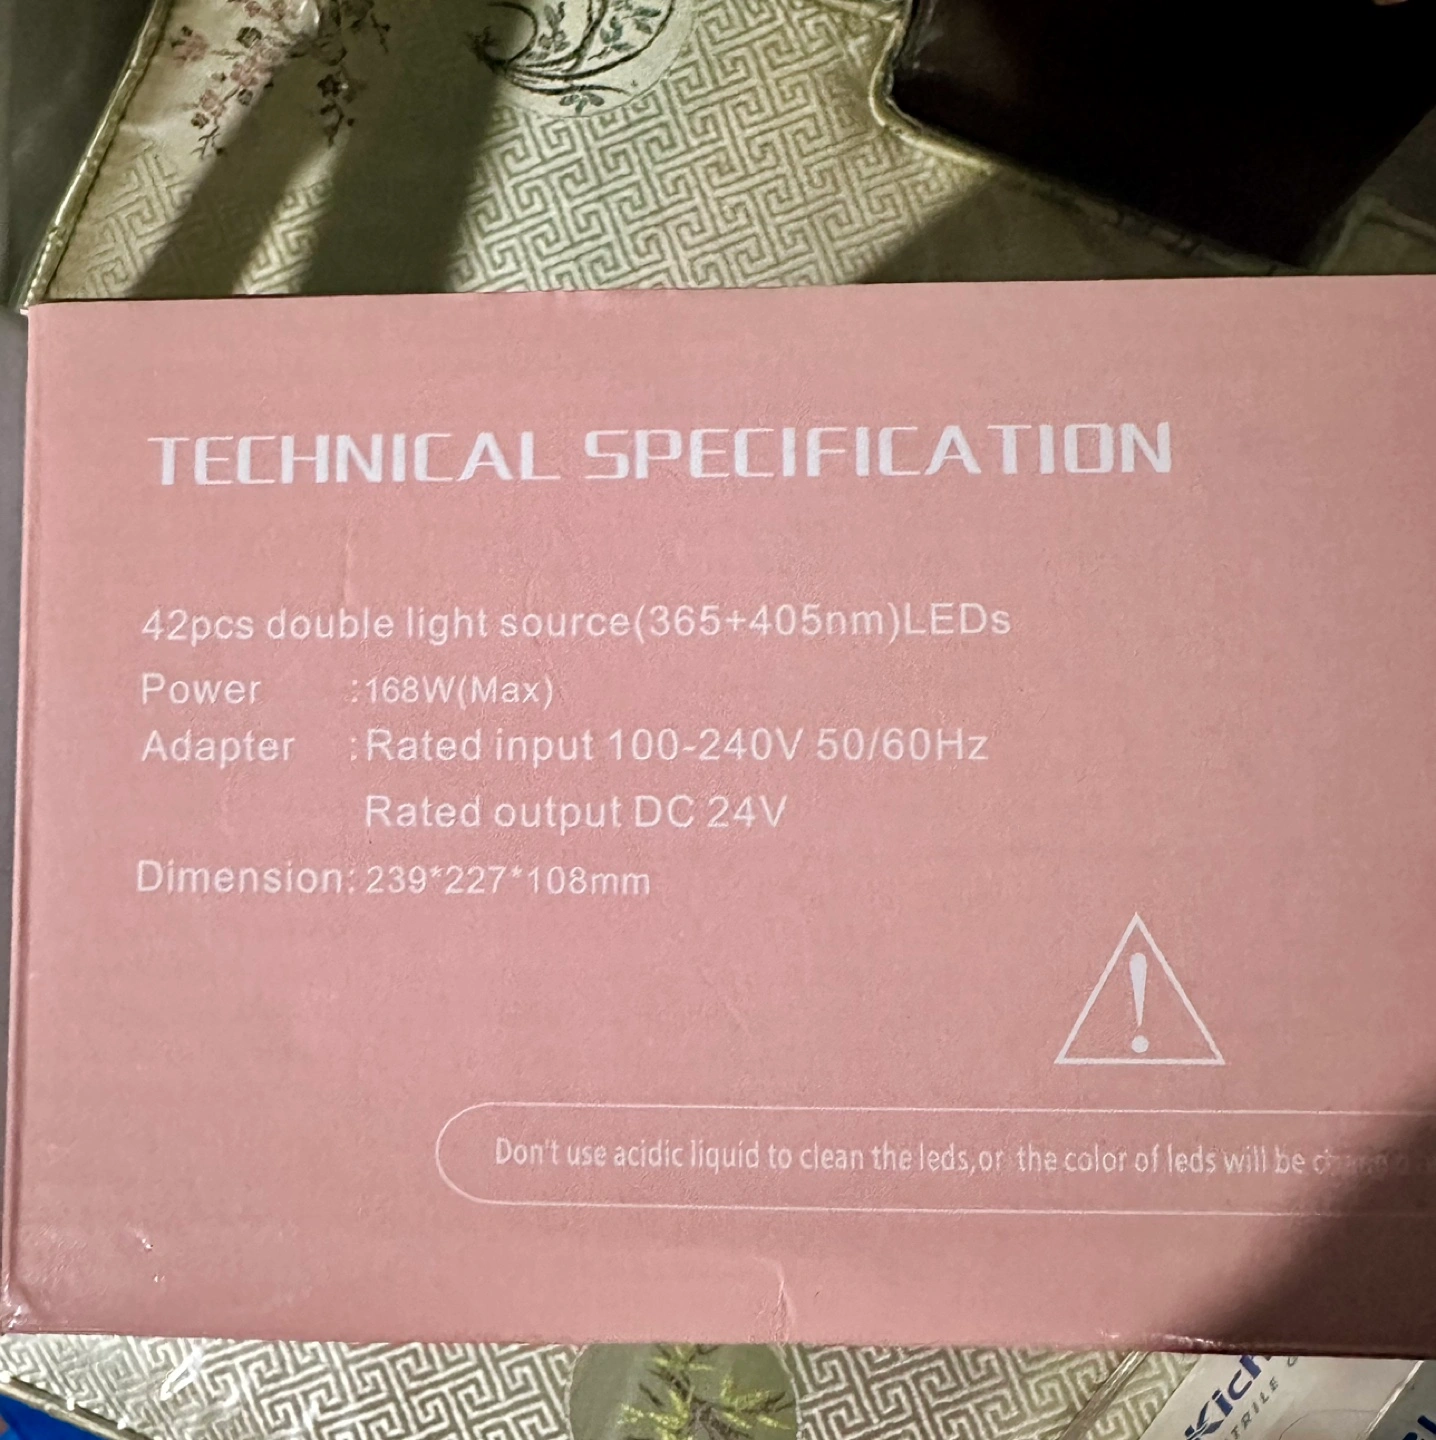 TECHNICAL SPECIFICATION
42pcs double light source(365+405nm)LEDs
Power :168W(Max)
Adapter :Rated input 100-240V 50/60Hz
Rated output DC 24V
Dimension: 239*227*108mm
Don't use acidic liquid to clean the leds,or the color of leds will be